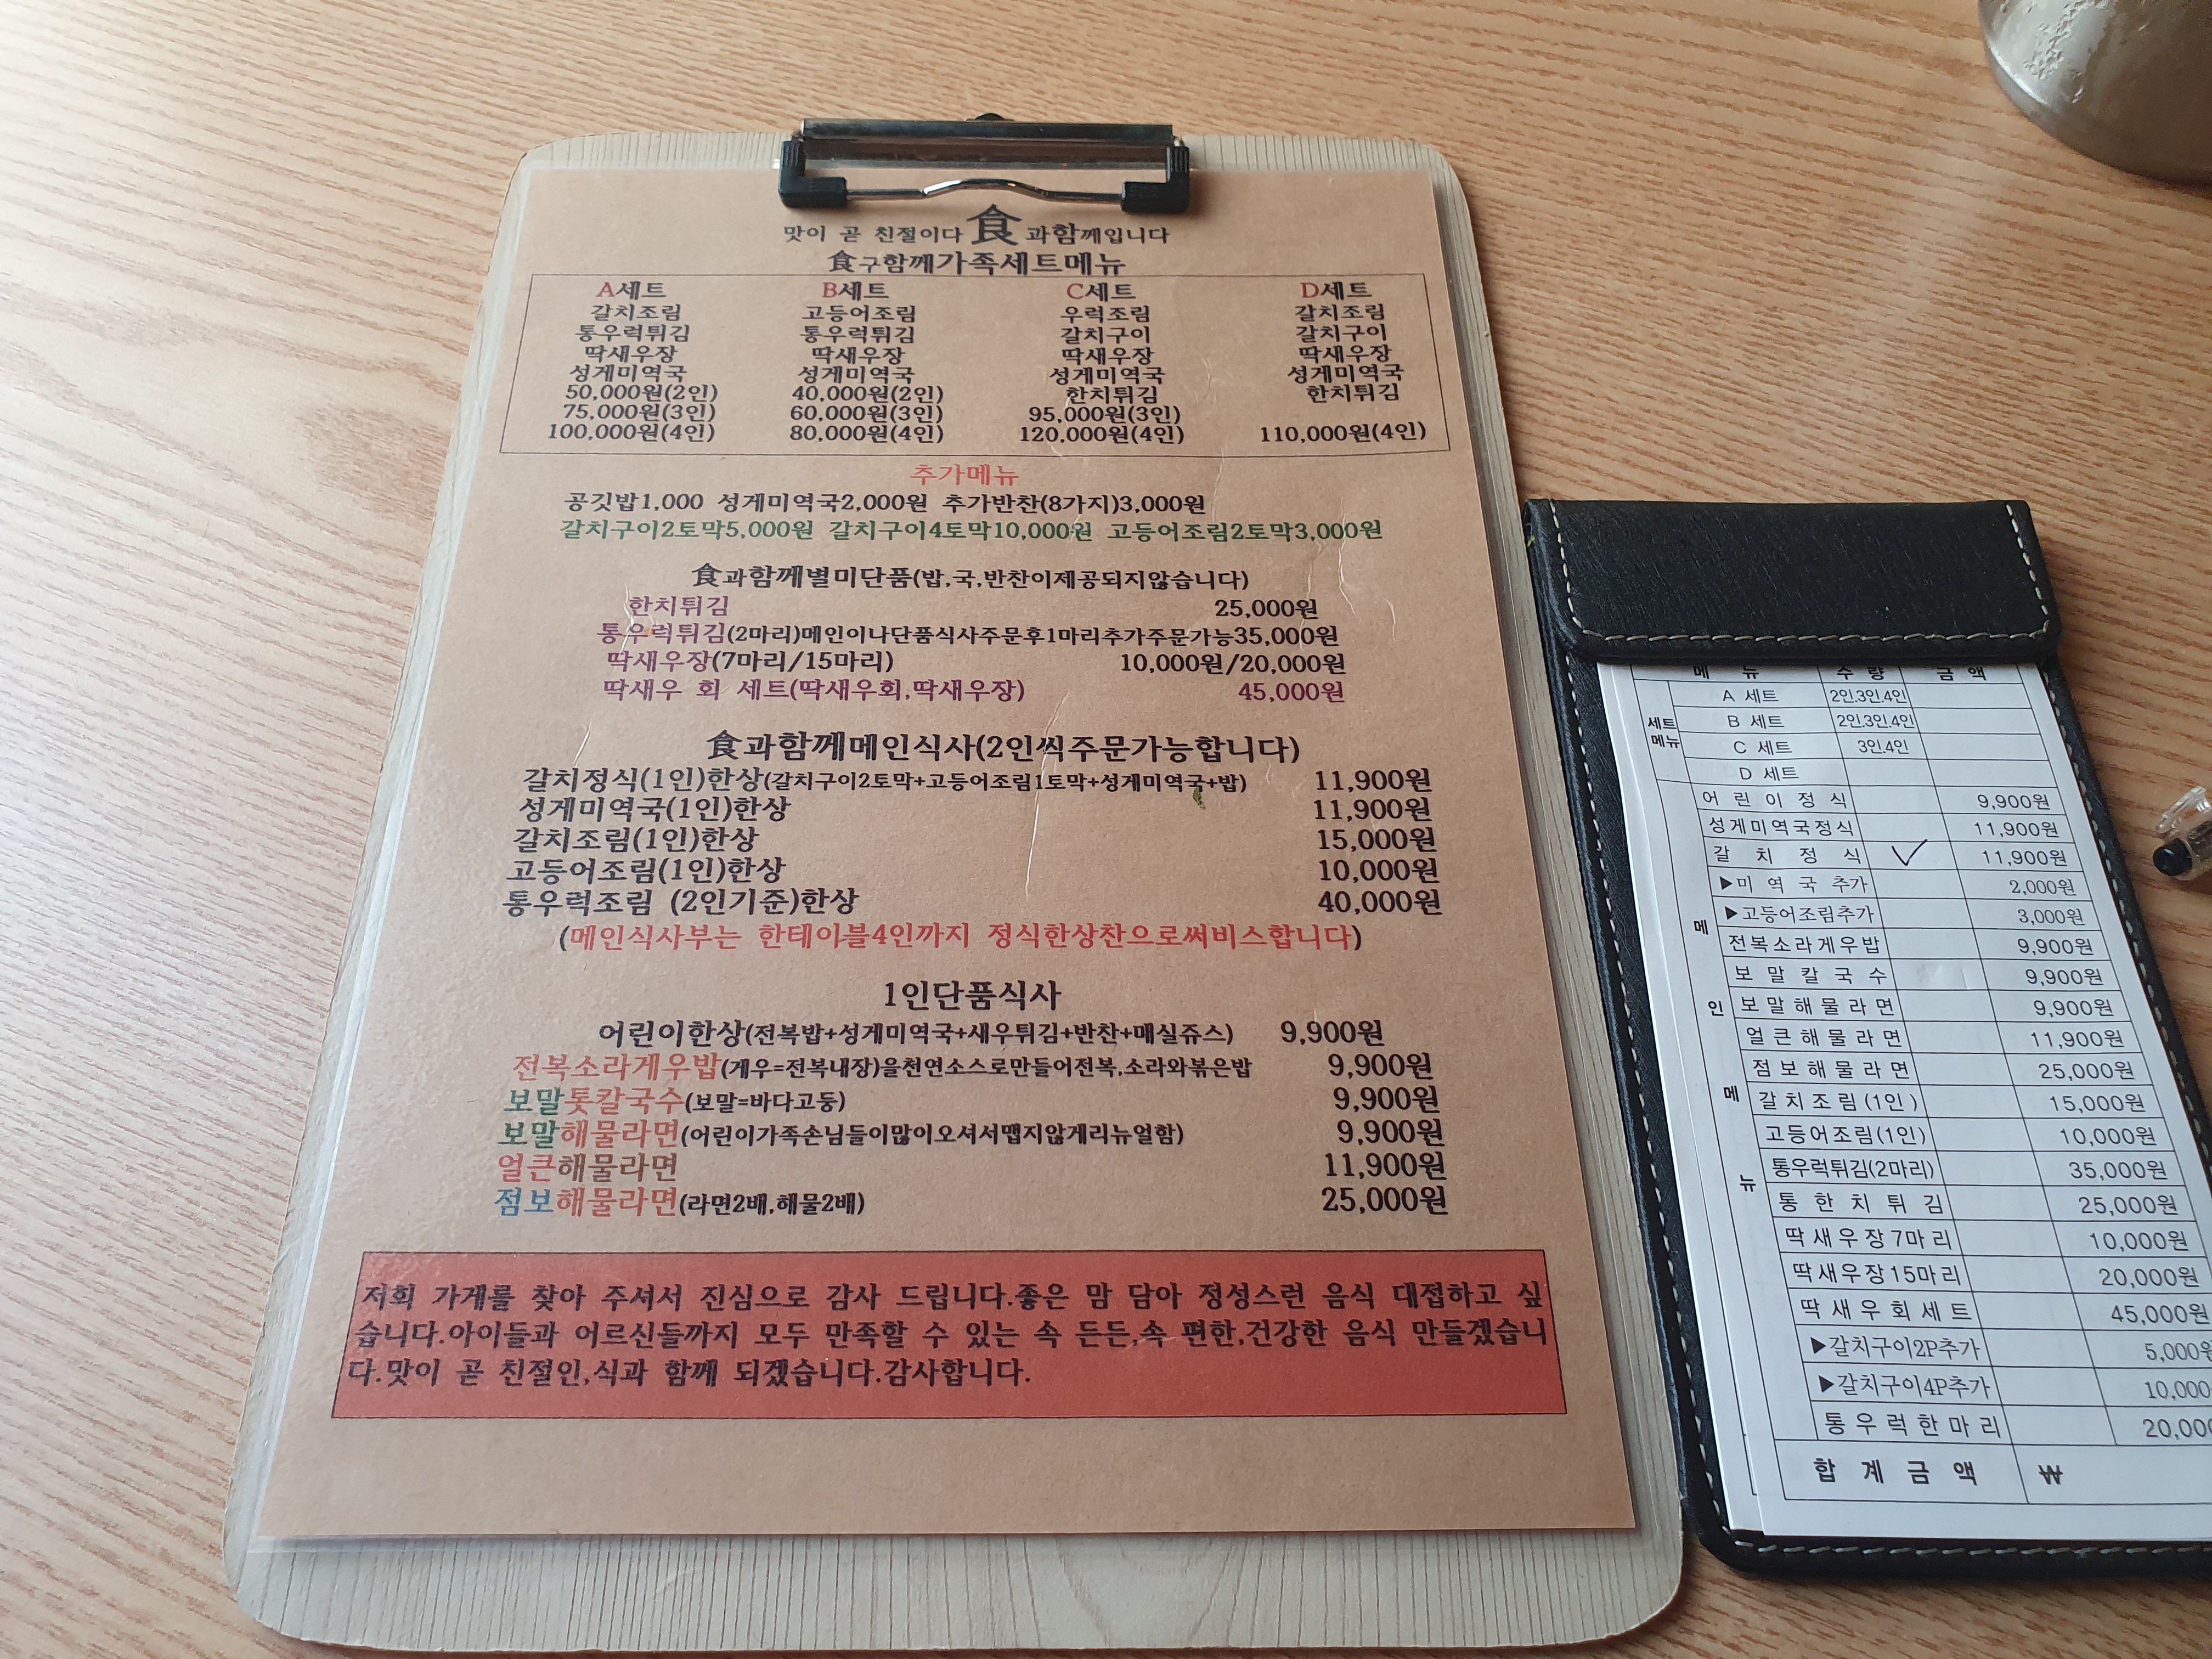 맛이 곧 친절이다 食과함께입니다
食구함께가족세트메뉴
A세트 B세트 C세트 D세트
갈치조림 고등어조림 우럭조림 갈치조림
통우럭튀김 통우럭튀김 갈치구이 갈치구이
딱새우장 딱새우장 딱새우장 딱새우장
성게미역국 성게미역국 성게미역국 성게미역국
50,000원(2인) 40,000원(2인) 한치튀김 한치튀김
75,000원(3인) 60,000원(3인) 95,000원(3인)
100,000원(4인) 80,000원(4인) 120,000원(4인) 110,000원(4인)
추가메뉴
공깃밥1,000 성게미역국2,000원 추가반찬(8가지)3,000원
갈치구이2토막5,000원 갈치구이4토막10,000원 고등어조림2토막3,000원
食과함께별미단품(밥,국,반찬이제공되지않습니다)
한치튀김 25,000원
통우럭튀김(2마리)메인이나단품식사주문후1마리추가주문가능35,000원
딱새우장(7마리/15마리) 10,000원/20,000원
딱새우 회 세트(딱새우회,딱새우장) 45,000원
食과함께메인식사(2인씩주문가능합니다)
갈치정식(1인)한상(갈치구이2토막+고등어조림1토막+성게미역국+밥) 11,900원
성게미역국(1인)한상 11,900원
갈치조림(1인)한상 15,000원
고등어조림(1인)한상 10,000원
통우럭조림 (2인기준)한상 40,000원
(메인식사부는 한테이블4인까지 정식한상찬으로써비스합니다)
1인단품식사
어린이한상(전복밥+성게미역국+새우튀김+반찬+매실쥬스) 9,900원
전복소라게우밥(게우=전복내장)을천연소스로만들어전복,소라와볶은밥 9,900원
보말톳칼국수(보말=바다고둥) 9,900원
보말해물라면(어린이가족손님들이많이오셔서맵지않게리뉴얼함) 9,900원
얼큰해물라면 11,900원
점보해물라면(라면2배,해물2배) 25,000원
저희 가게를 찾아 주셔서 진심으로 감사 드립니다.좋은 맘 담아 정성스런 음식 대접하고 싶
습니다.아이들과 어르신들까지 모두 만족할 수 있는 속 든든,속 편한,건강한 음식 만들겠습니
다.맛이 곧 친절인,식과 함께 되겠습니다.감사합니다.
메 뉴 수 량 금 액
세트
메뉴
A 세트 2인.3인.4인
B 세트 2인.3인.4인
C 세트 3인.4인
D 세트
메 인 메 뉴
어 린 이 정 식 9,900원
성게미역국정식 11,900원
갈 치 정 식 11,900원
▶미 역 국 추가 2,000원
▶고등어조림추가 3,000원
전복소라게우밥 9,900원
보 말 칼 국 수 9,900원
보 말 해 물 라 면 9,900원
얼 큰 해 물 라 면 11,900원
점 보 해 물 라 면 25,000원
갈 치 조 림 (1인) 15,000원
고등어조림(1인) 10,000원
통우럭튀김(2마리) 35,000원
통 한 치 튀 김 25,000원
딱 새 우 장 7마 리 10,000원
딱 새 우 장 15마 리 20,000원
딱 새 우 회 세 트 45,000원
▶갈치구이2P추가 5,000원
▶갈치구이4P추가 10,000
통 우 럭 한 마 리 20,000
합 계 금 액 ₩